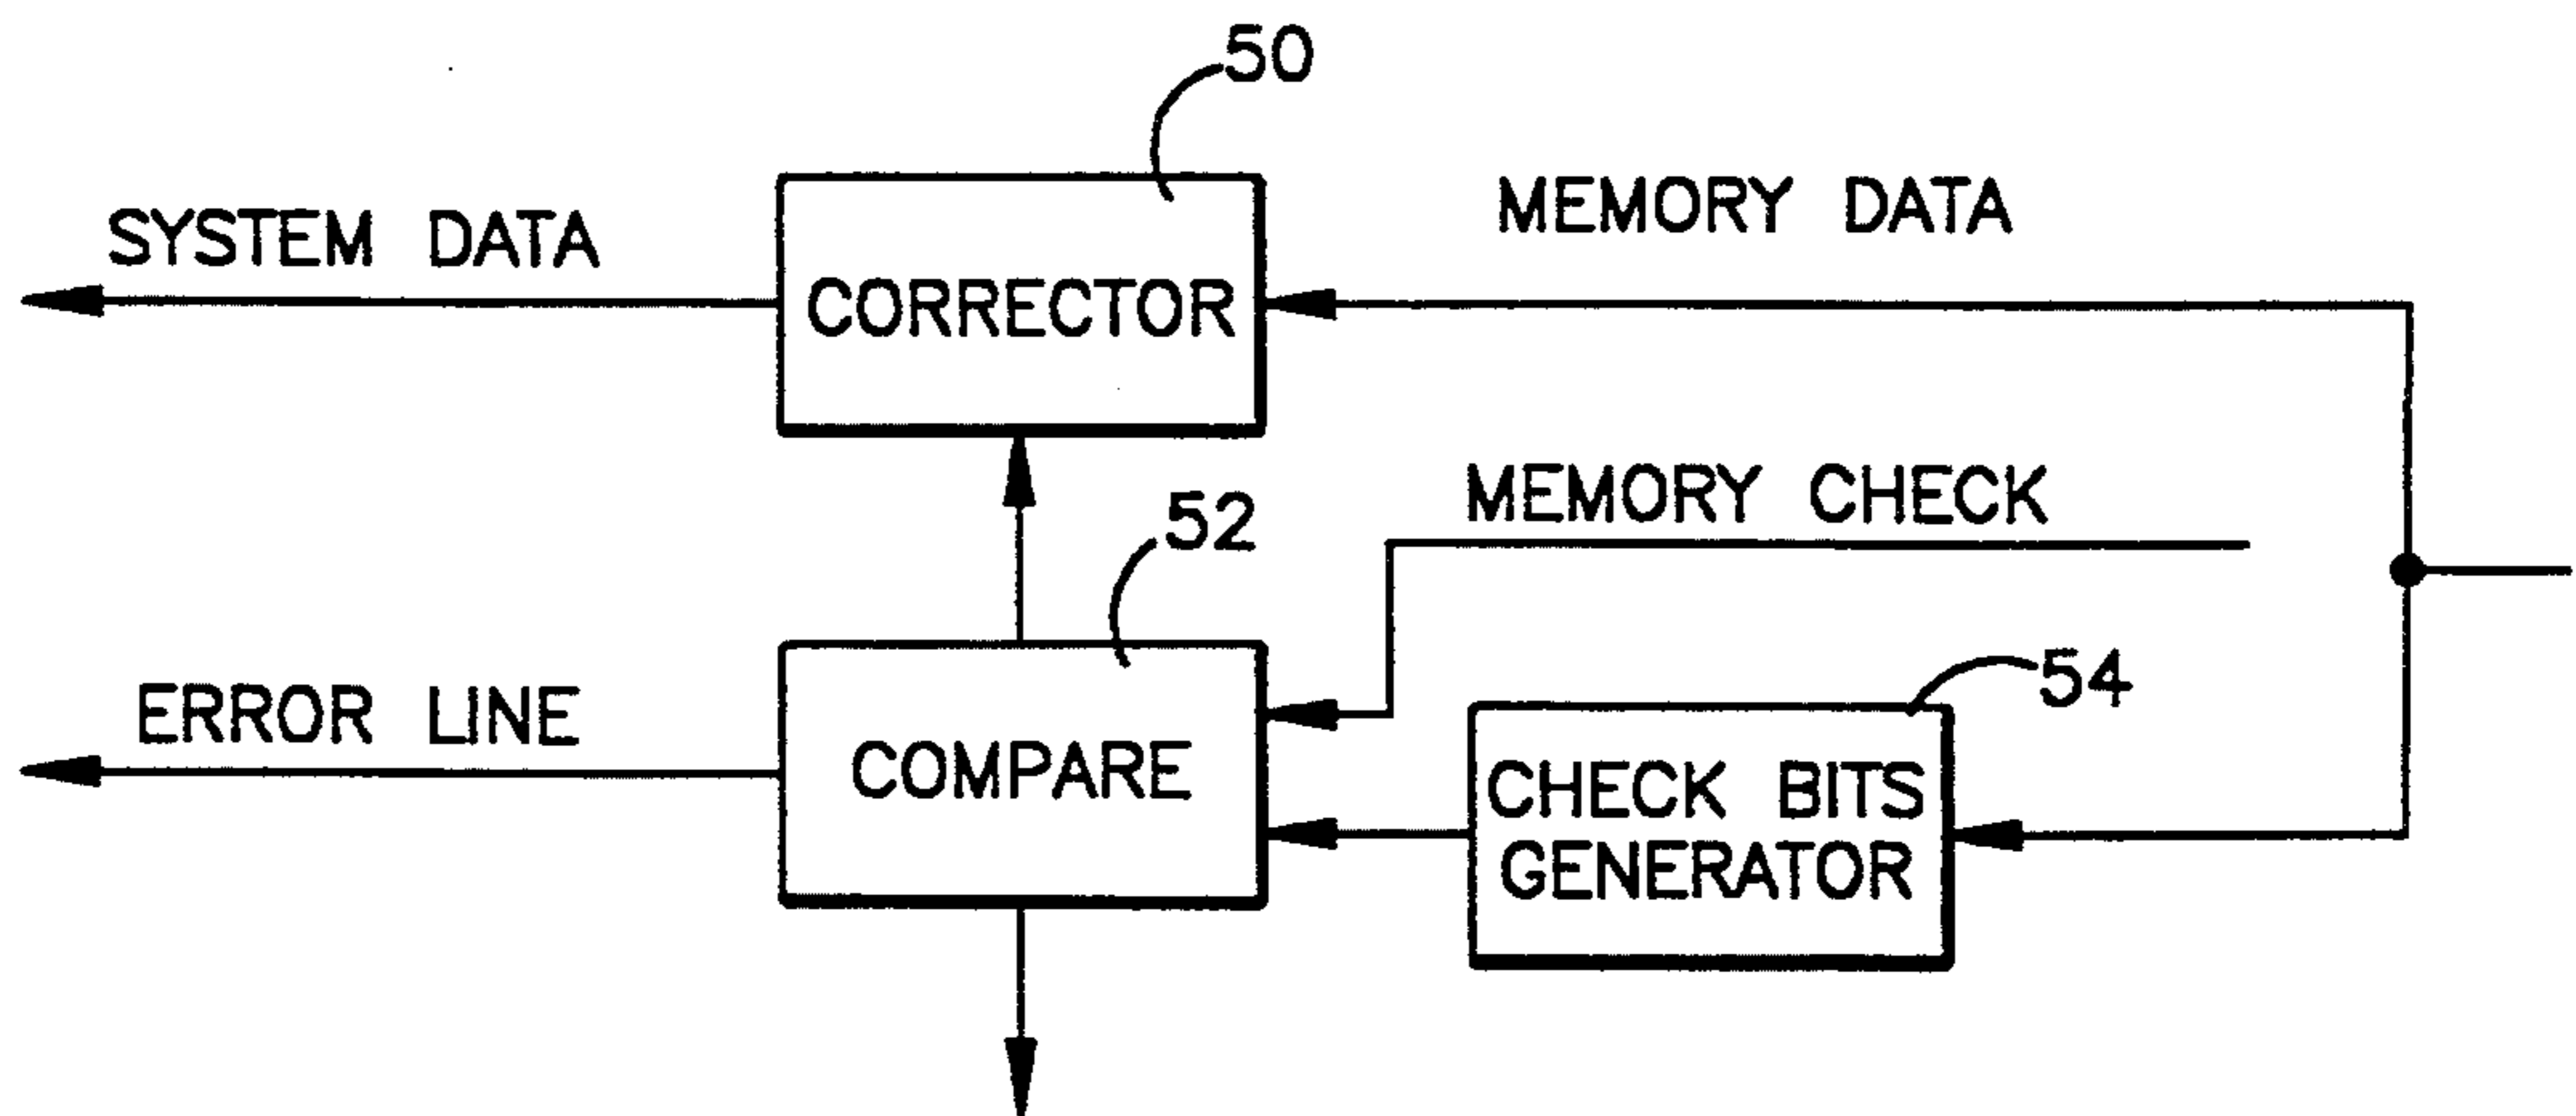 50
SYSTEM DATA
MEMORY DATA
CORRECTOR
MEMORY CHECK
52
54
ERROR LINE
COMPARE
CHECK BITS
GENERATOR